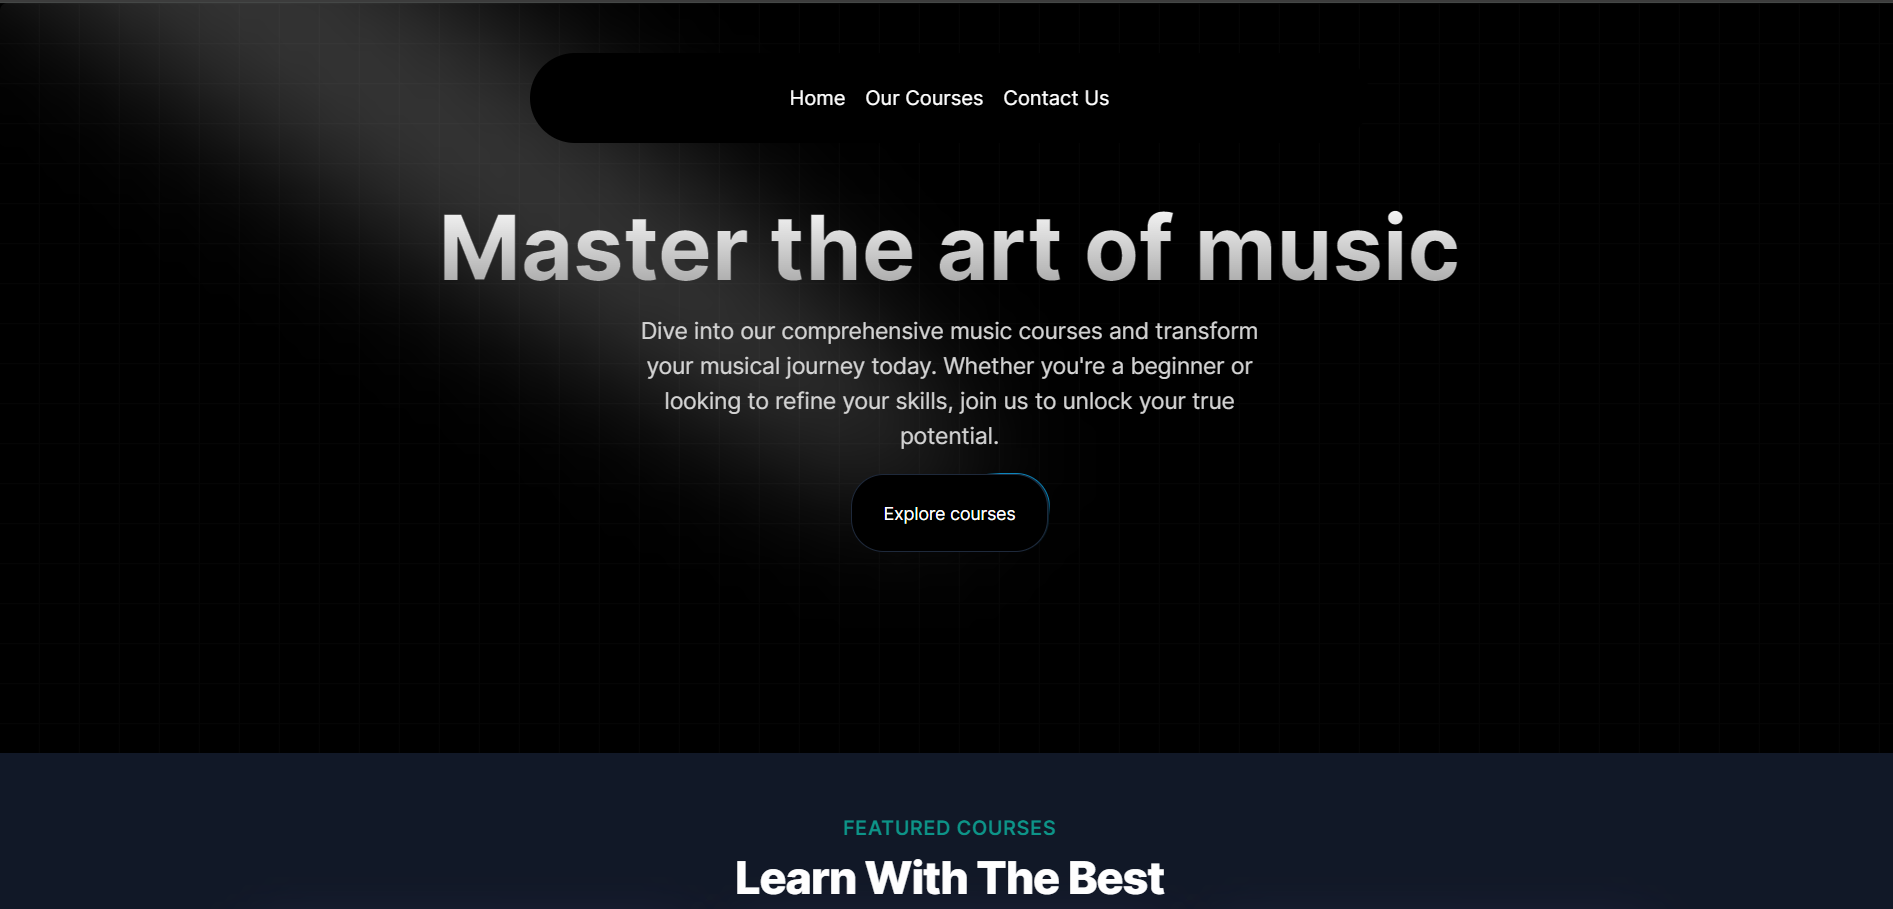 Home Our Courses Contact Us
Master the art of music
Dive into our comprehensive music courses and transform
your musical journey today. Whether you're a beginner or
looking to refine your skills, join us to unlock your true
potential.
Explore courses
FEATURED COURSES
Learn With The Best